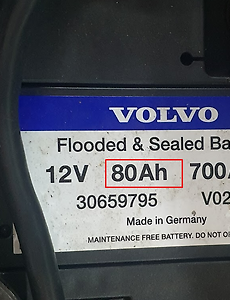 VOLVO
Flooded & Sealed Ba
12V 80Ah 700
30659795 V02
Made in Germany
MAINTENANCE FREE BATTERY. DO NOT O